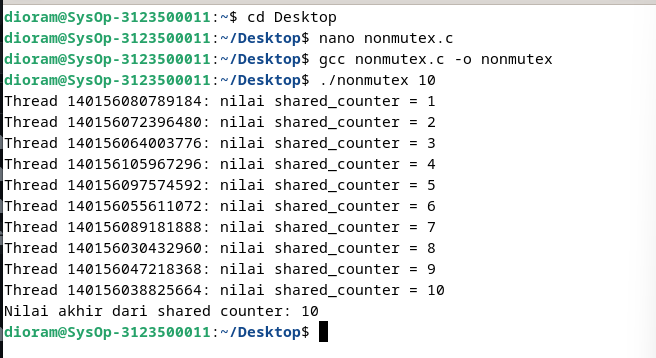 dioram@SysOp-3123500011:~$ cd Desktop
dioram@SysOp-3123500011:~/Desktop$ nano nonmutex.c
dioram@SysOp-3123500011:~/Desktop$ gcc nonmutex.c -o nonmutex
dioram@SysOp-3123500011:~/Desktop$ ./nonmutex 10
Thread 140156080789184: nilai shared_counter = 1
Thread 140156072396480: nilai shared_counter = 2
Thread 140156064003776: nilai shared_counter = 3
Thread 140156105967296: nilai shared_counter = 4
Thread 140156097574592: nilai shared_counter = 5
Thread 140156055611072: nilai shared_counter = 6
Thread 140156089181888: nilai shared_counter = 7
Thread 140156030432960: nilai shared_counter = 8
Thread 140156047218368: nilai shared_counter = 9
Thread 140156038825664: nilai shared_counter = 10
Nilai akhir dari shared counter: 10
dioram@SysOp-3123500011:~/Desktop$